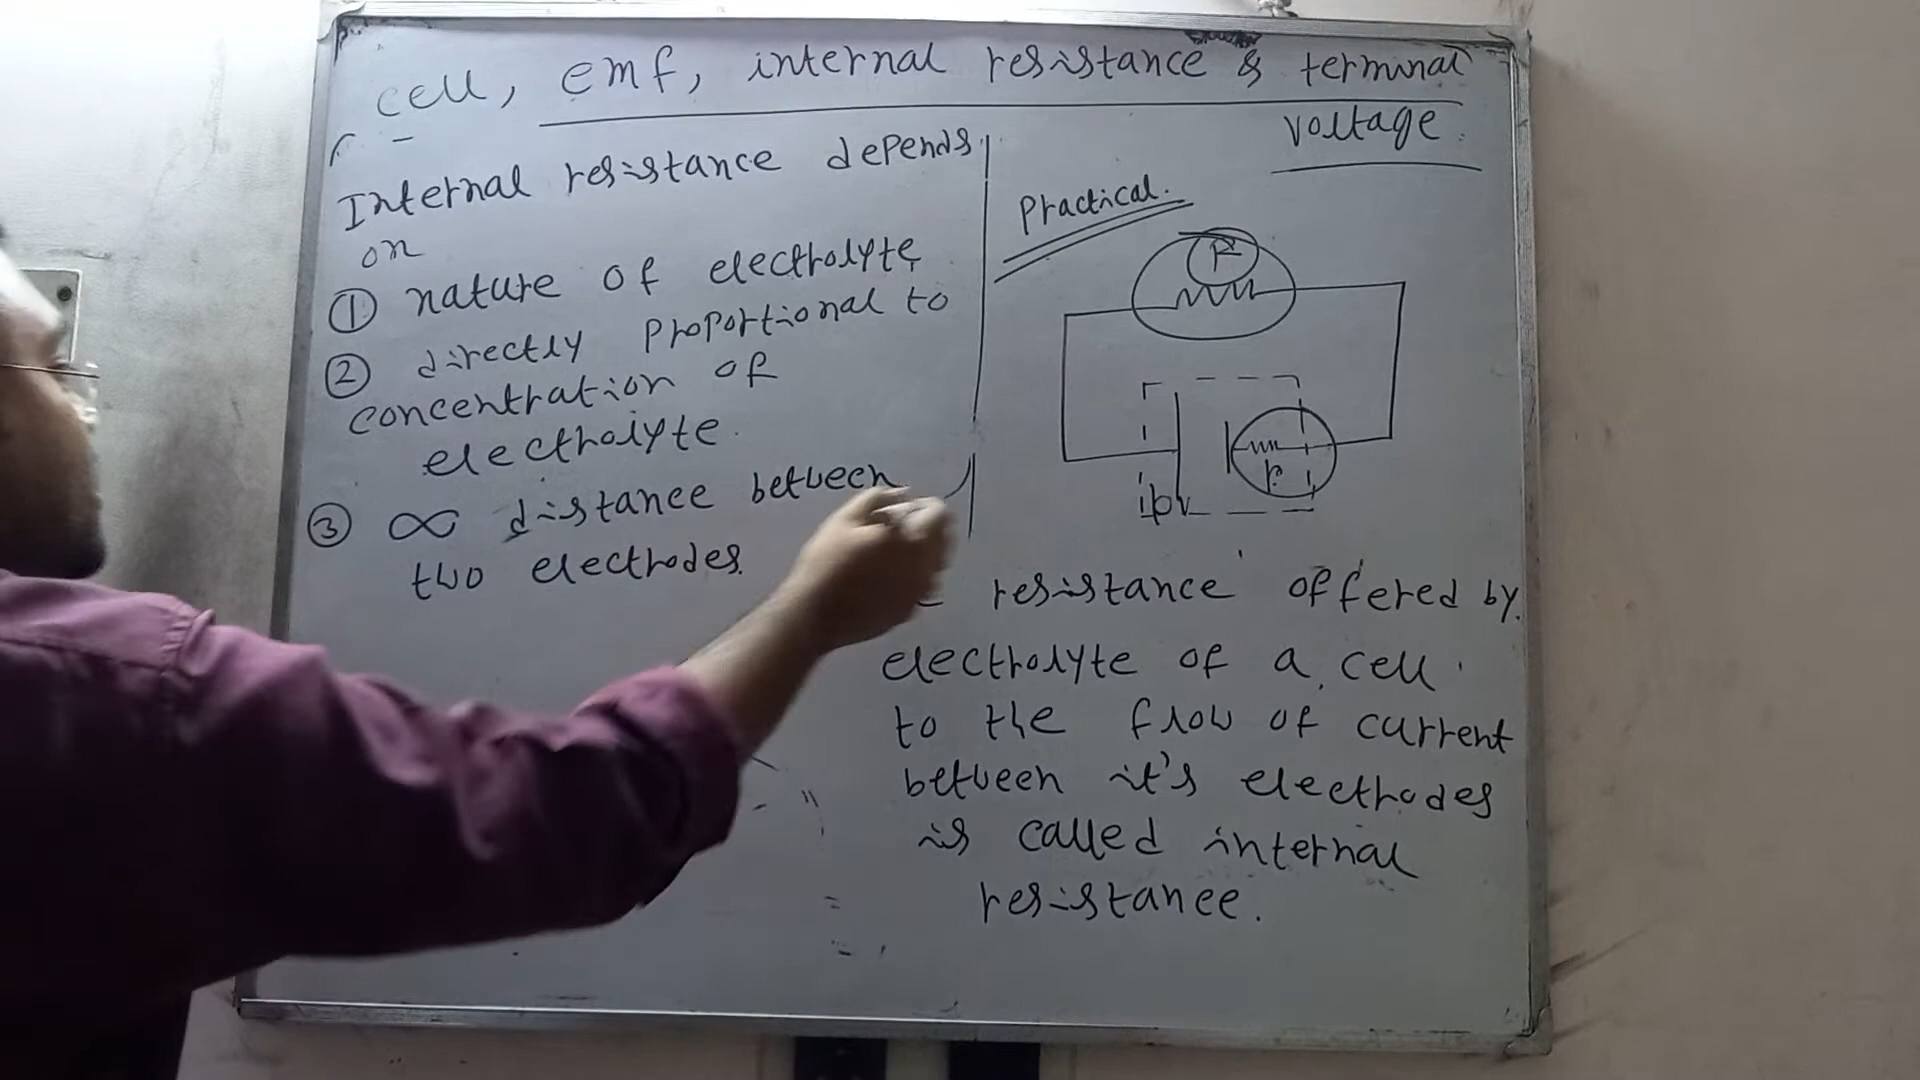 cell, emf, internal resistance & terminal
voltage.
Internal resistance depends
on
① nature of electrolyte
② directly proportional to
concentration of
electrolyte.
③ ∝ distance between
two electrodes.
Practical.
R
r
10V
resistance offered by
electrolyte of a cell
to the flow of current
between it's electrodes
is called internal
resistance.